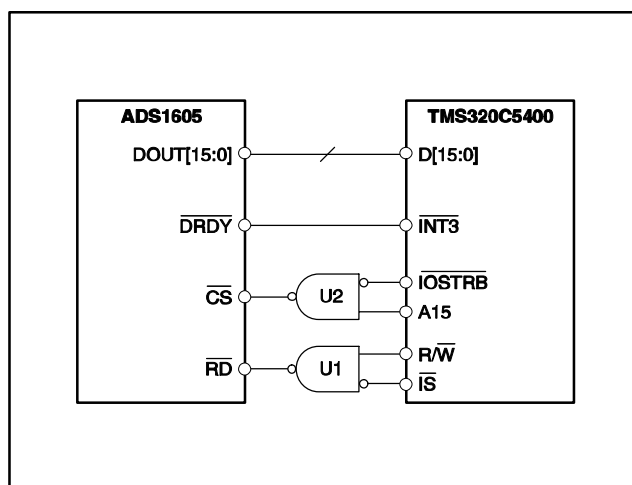 ADS1605 TMS320C5400
DOUT[15:0] D[15:0]
DRDY INT3
IOSTRB
CS U2
A15
R/W
RD U1
IS